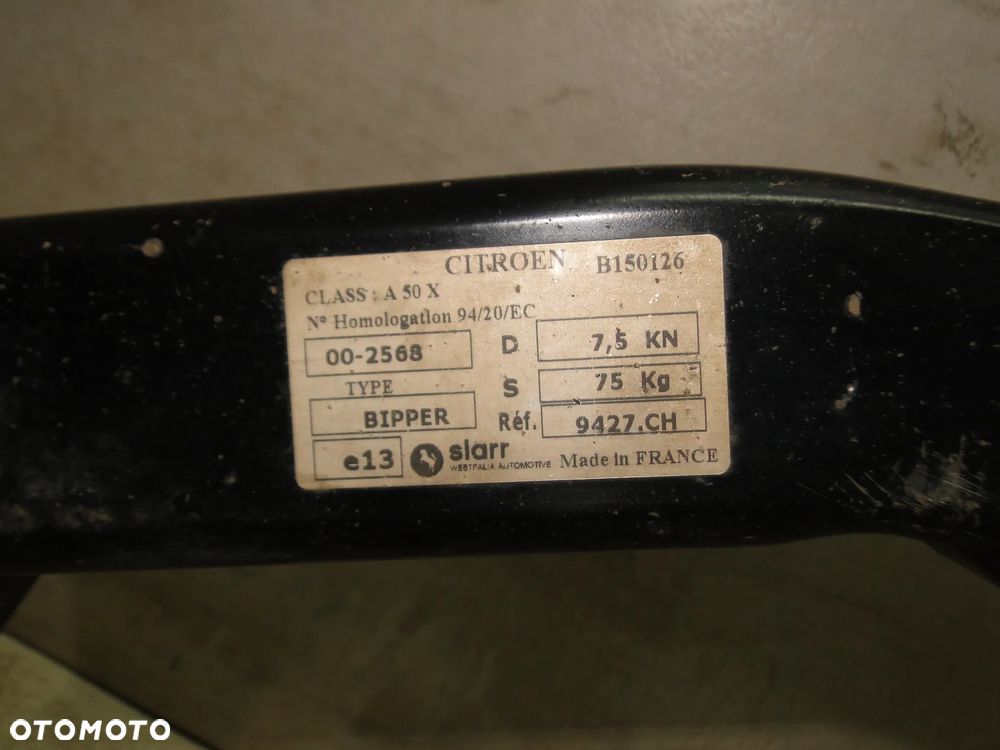 CITROEN B150126
CLASS : A 50 X
N° Homologation 94/20/EC
00-2568 D 7,5 KN
TYPE S 75 Kg
BIPPER Réf. 9427.CH
e13 siarr Made in FRANCE
WESTFALIA AUTOMOTIVE
OTOMOTO